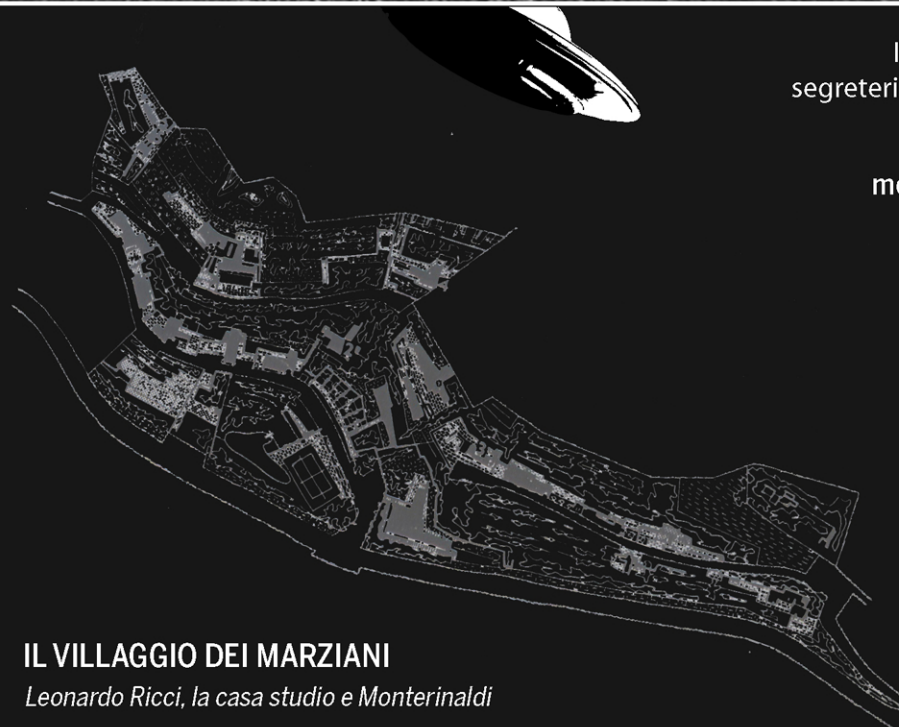 segreteri
IL VILLAGGIO DEI MARZIANI
Leonardo Ricci, la casa studio e Monterinaldi